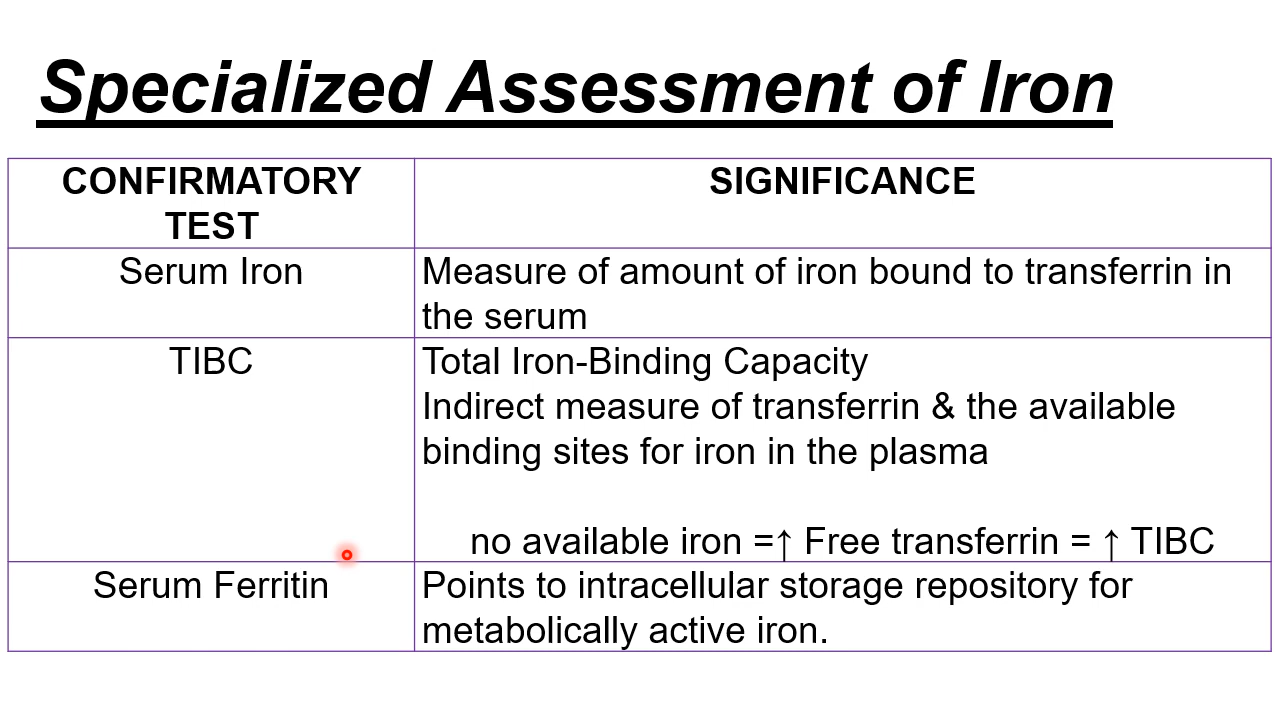 Specialized Assessment of Iron
CONFIRMATORY
TEST
SIGNIFICANCE
Serum Iron
Measure of amount of iron bound to transferrin in
the serum
TIBC
Total Iron-Binding Capacity
Indirect measure of transferrin & the available
binding sites for iron in the plasma
no available iron =↑ Free transferrin = ↑ TIBC
Serum Ferritin
Points to intracellular storage repository for
metabolically active iron.